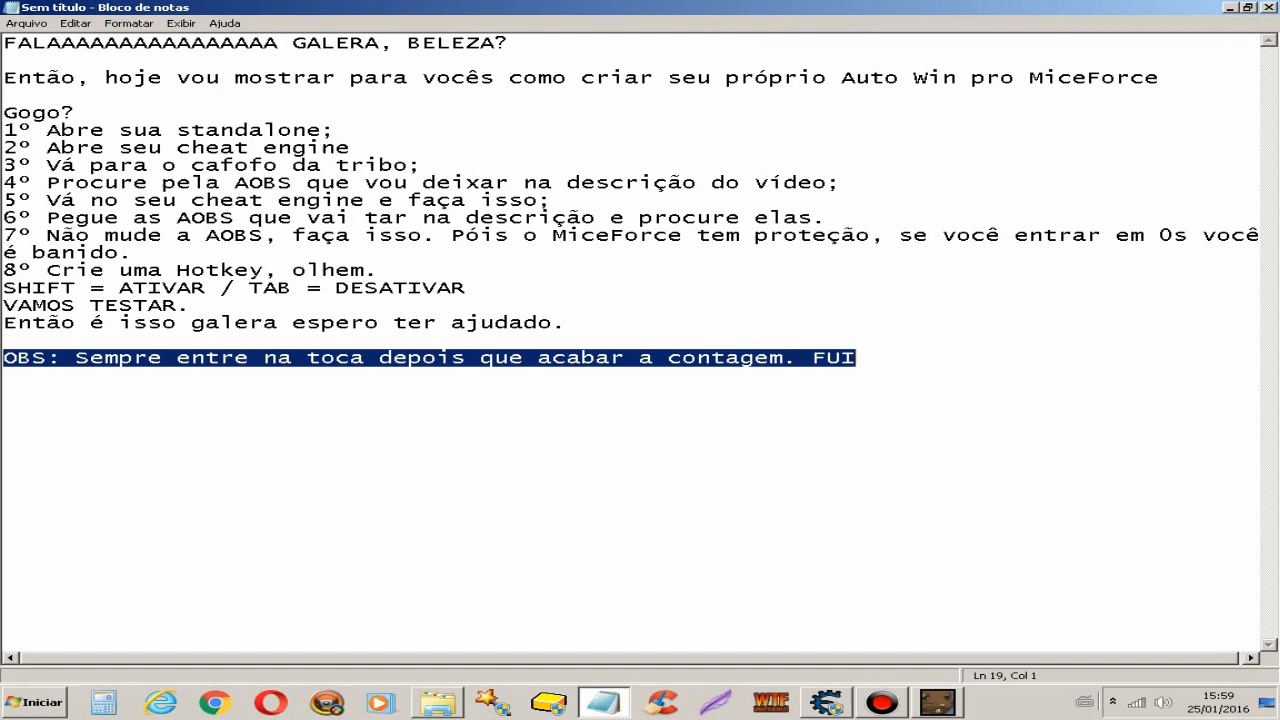 Sem título - Bloco de notas
Arquivo Editar Formatar Exibir Ajuda
FALAAAAAAAAAAAAAAAA GALERA, BELEZA?
Então, hoje vou mostrar para vocês como criar seu próprio Auto Win pro MiceForce
Gogo?
1º Abre sua standalone;
2º Abre seu cheat engine
3º Vá para o cafofo da tribo;
4º Procure pela AOBS que vou deixar na descrição do vídeo;
5º Vá no seu cheat engine e faça isso;
6º Pegue as AOBS que vai tar na descrição e procure elas.
7º Não mude a AOBS, faça isso. Póis o MiceForce tem proteção, se você entrar em 0s você
é banido.
8º Crie uma Hotkey, olhem.
SHIFT = ATIVAR / TAB = DESATIVAR
VAMOS TESTAR.
Então é isso galera espero ter ajudado.
OBS: Sempre entre na toca depois que acabar a contagem. FUI
Ln 19, Col 1
Iniciar
WTF
15:59
25/01/2016